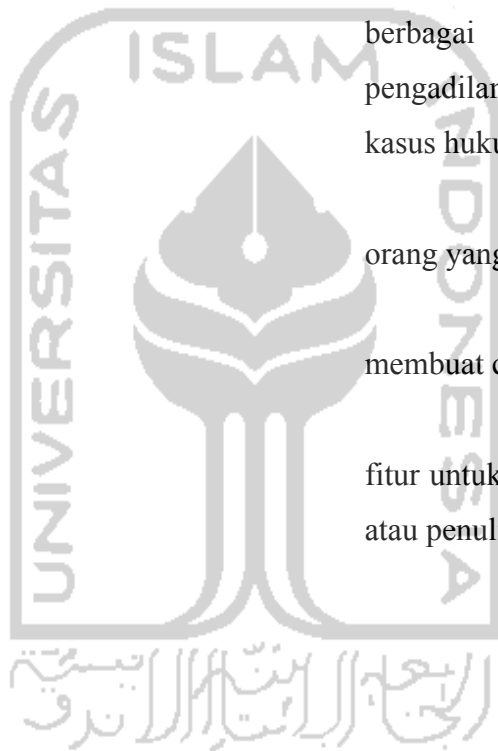 berbagai
ISLAM
pengadilan
kasus huku
orang yang
membuat c
fitur untuk
atau penul
UNIVERSITAS
INDONESIA